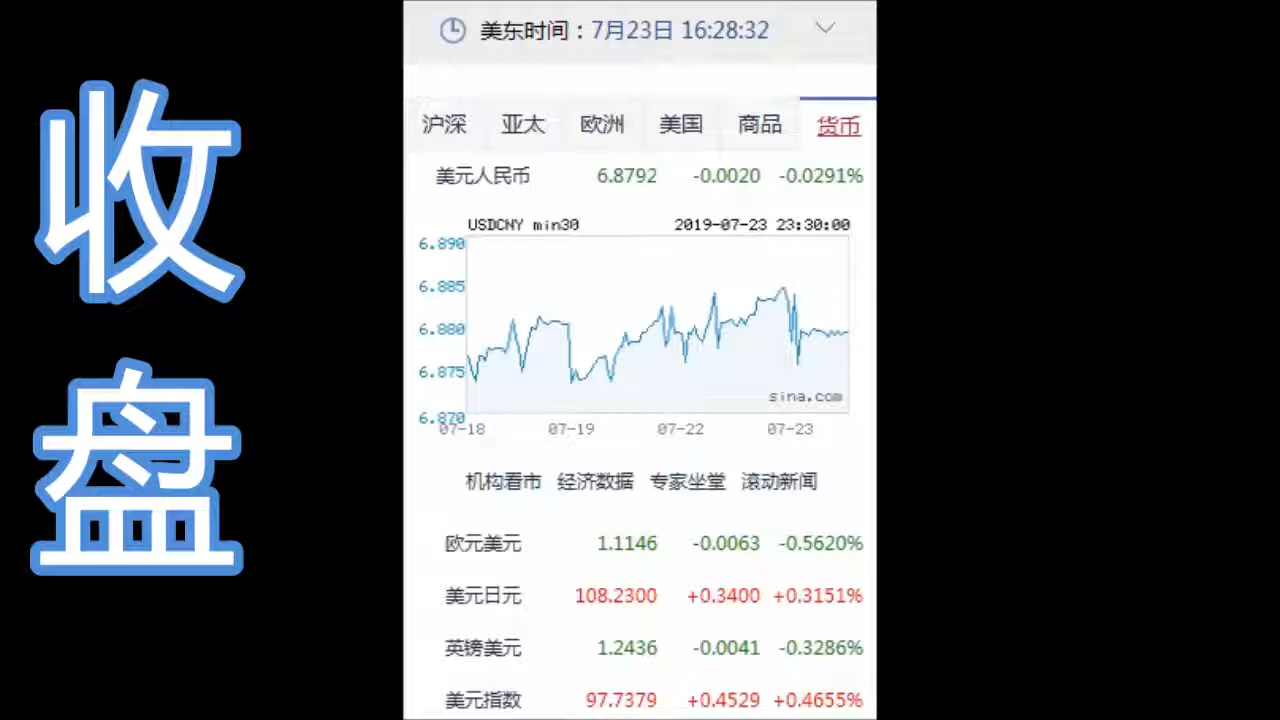 收盘
美东时间：7月23日 16:28:32
沪深 亚太 欧洲 美国 商品 货币
美元人民币 6.8792 -0.0020 -0.0291%
USDCNY min30 2019-07-23 23:30:00
6.890
6.885
6.880
6.875
6.870
sina.com
07-18 07-19 07-22 07-23
机构看市 经济数据 专家坐堂 滚动新闻
欧元美元 1.1146 -0.0063 -0.5620%
美元日元 108.2300 +0.3400 +0.3151%
英镑美元 1.2436 -0.0041 -0.3286%
美元指数 97.7379 +0.4529 +0.4655%